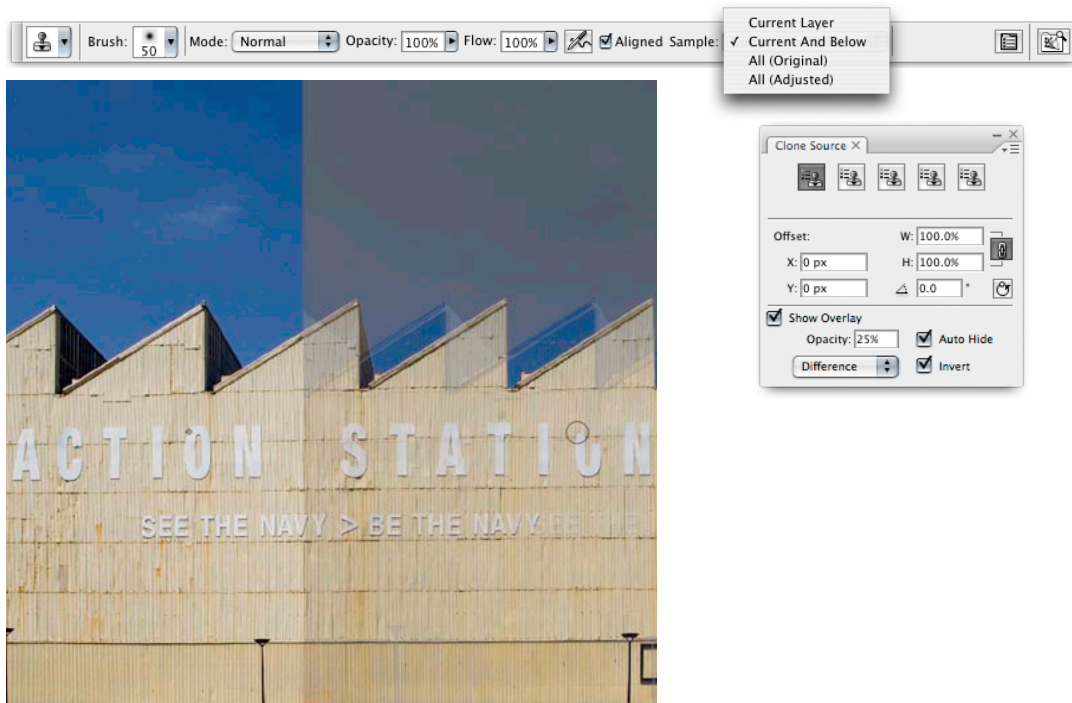 Brush: 50 Mode: Normal Opacity: 100% Flow: 100% Aligned Sample:
Current Layer
✓ Current And Below
All (Original)
All (Adjusted)
Clone Source
Offset:
W: 100.0%
X: 0 px
H: 100.0%
Y: 0 px
0.0 °
Show Overlay
Opacity: 25%
Auto Hide
Difference
Invert
ACTION STATION
SEE THE NAVY > BE THE NAVY